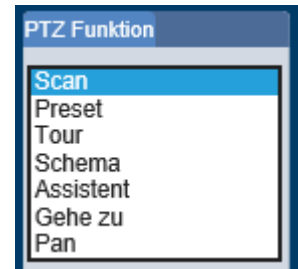 PTZ Funktion
Scan
Preset
Tour
Schema
Assistent
Gehe zu
Pan